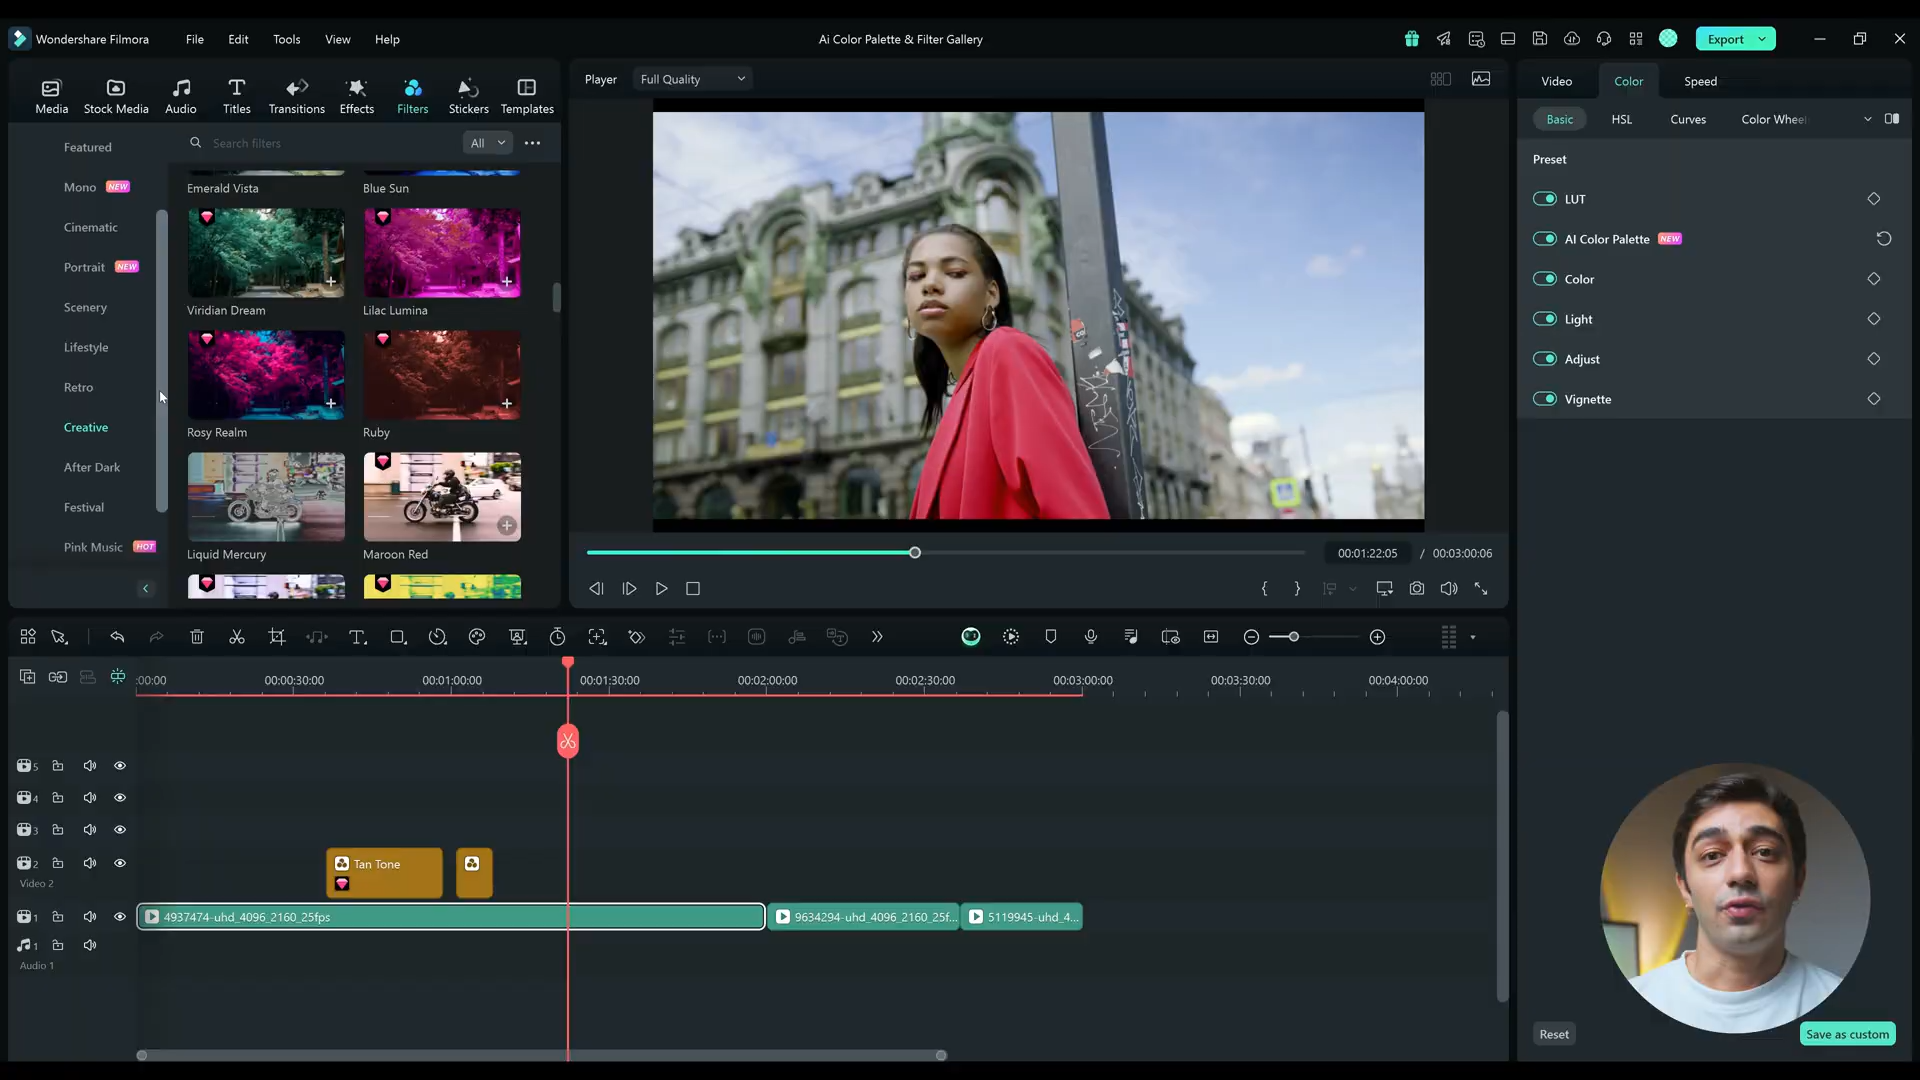 Wondershare Filmora
File
Edit
Tools
View
Help
Ai Color Palette & Filter Gallery
Export
Media
Stock Media
Audio
Titles
Transitions
Effects
Filters
Stickers
Templates
Featured
Mono NEW
Cinematic
Portrait NEW
Scenery
Lifestyle
Retro
Creative
After Dark
Festival
Pink Music HOT
Search filters
All
Emerald Vista
Blue Sun
Viridian Dream
Lilac Lumina
Rosy Realm
Ruby
Liquid Mercury
Maroon Red
Player
Full Quality
00:01:22:05 / 00:03:00:06
Video
Color
Speed
Basic
HSL
Curves
Color Whee
Preset
LUT
AI Color Palette NEW
Color
Light
Adjust
Vignette
:00:00
00:00:30:00
00:01:00:00
00:01:30:00
00:02:00:00
00:02:30:00
00:03:00:00
00:03:30:00
00:04:00:00
5
4
3
2
Video 2
Tan Tone
1
4937474-uhd_4096_2160_25fps
9634294-uhd_4096_2160_25f...
5119945-uhd_4...
1
Audio 1
Reset
Save as custom